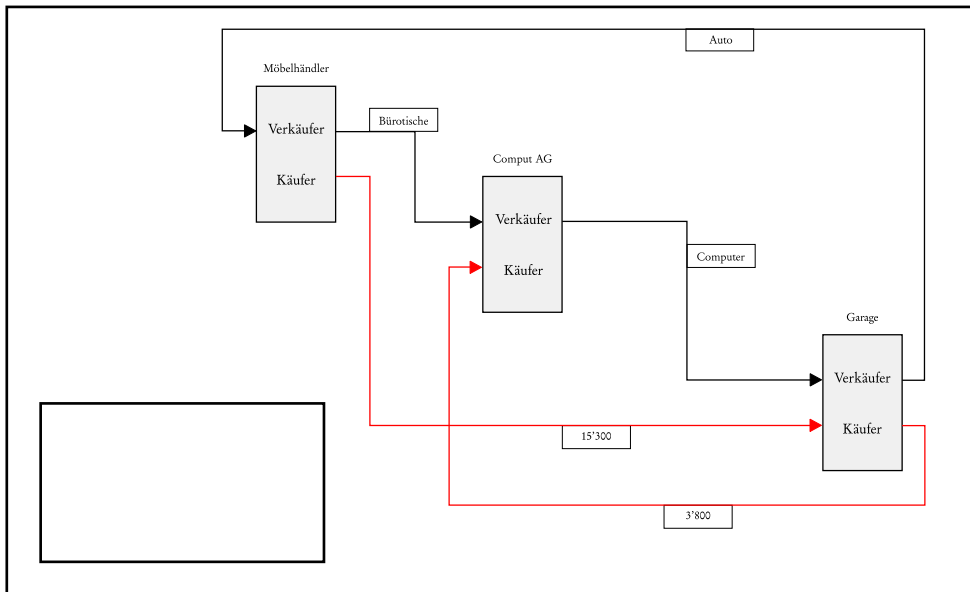 Auto
Möbelhändler
Bürotische
Verkäufer
Käufer
Comput AG
Verkäufer
Käufer
Computer
Garage
Verkäufer
Käufer
15'300
3'800